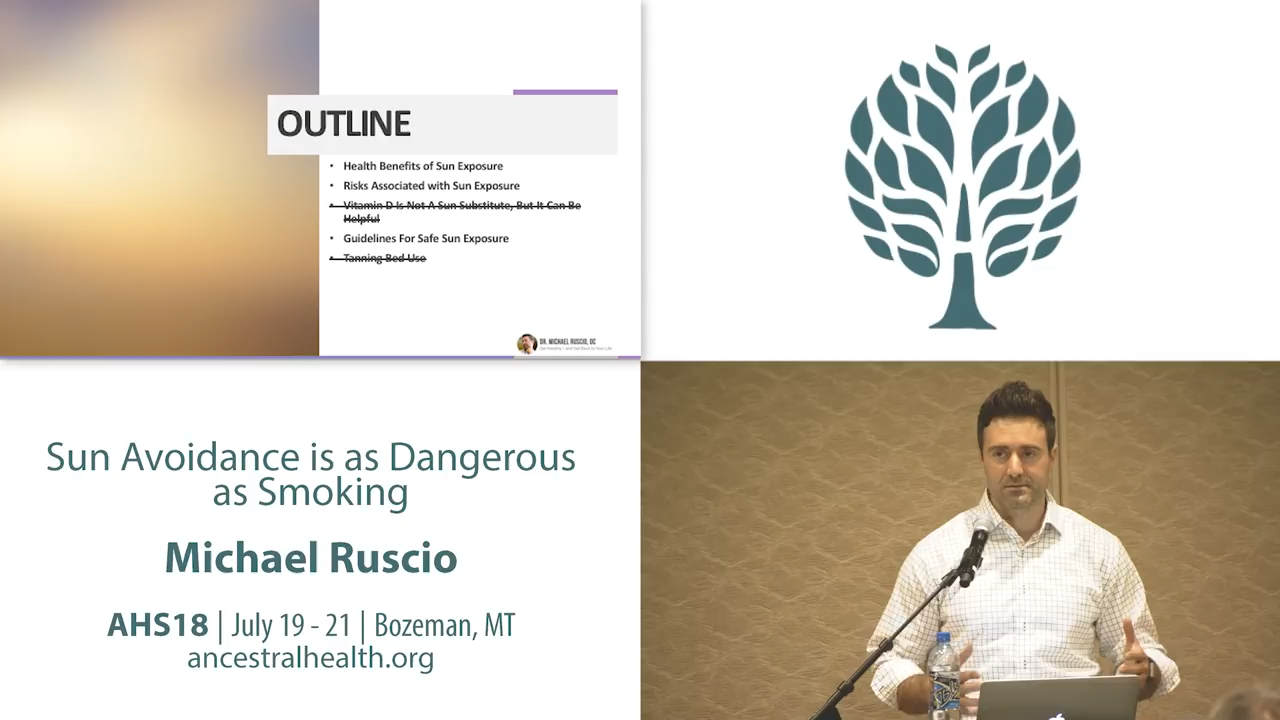 OUTLINE
• Health Benefits of Sun Exposure
• Risks Associated with Sun Exposure
• Vitamin D Is Not A Sun Substitute, But It Can Be
Helpful
• Guidelines For Safe Sun Exposure
• Tanning Bed Use
DR. MICHAEL RUSCIO, DC
Sun Avoidance is as Dangerous
as Smoking
Michael Ruscio
AHS18 | July 19 - 21 | Bozeman, MT
ancestralhealth.org